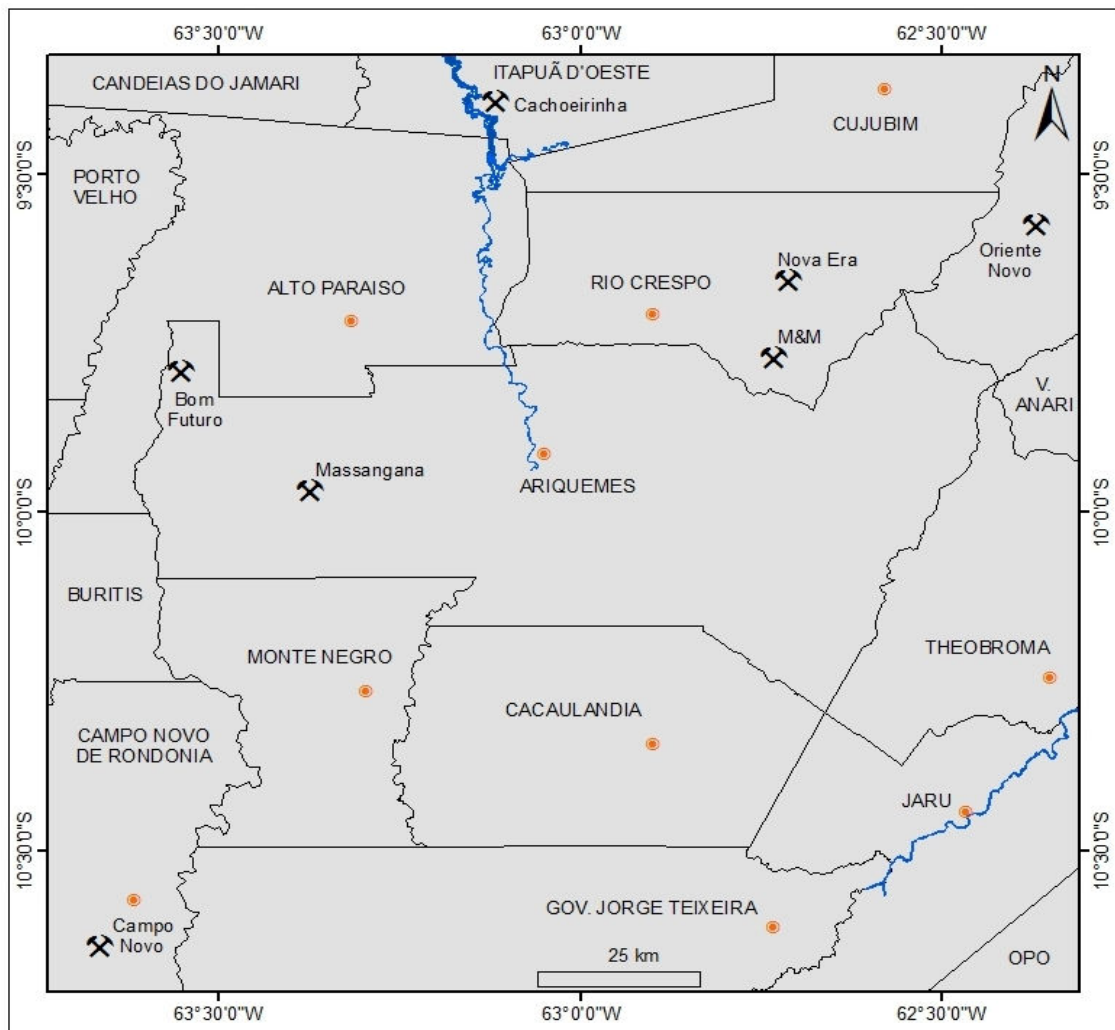 63°30'0"W
63°0'0"W
62°30'0"W
CANDEIAS DO JAMARI
ITAPUÃ D'OESTE
Cachoeirinha
N
CUJUBIM
9°30'0"S
9°30'0"S
PORTO
VELHO
Oriente
Novo
Nova Era
ALTO PARAISO
RIO CRESPO
M&M
Bom
Futuro
V.
ANARI
Massangana
ARIQUEMES
10°0'0"S
10°0'0"S
BURITIS
MONTE NEGRO
THEOBROMA
CACAULANDIA
CAMPO NOVO
DE RONDONIA
JARU
10°30'0"S
10°30'0"S
GOV. JORGE TEIXEIRA
Campo
Novo
25 km
OPO
63°30'0"W
63°0'0"W
62°30'0"W